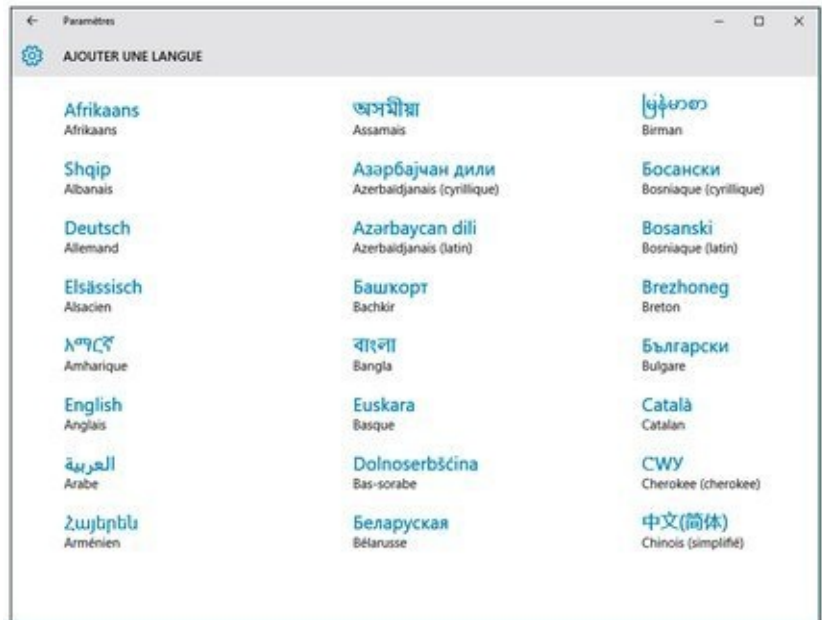 Paramètres
AJOUTER UNE LANGUE
Afrikaans
Afrikaans
Shqip
Albanais
Deutsch
Allemand
Elsässisch
Alsacien
አማርኛ
Amharique
English
Anglais
العربية
Arabe
Հայերեն
Arménien
অসমীয়া
Assamais
Азәрбајҹан дили
Azerbaïdjanais (cyrillique)
Azərbaycan dili
Azerbaïdjanais (latin)
Башкорт
Bachkir
বাংলা
Bangla
Euskara
Basque
Dolnoserbšćina
Bas-sorabe
Беларуская
Bélarusse
မြန်မာစာ
Birman
Босански
Bosniaque (cyrillique)
Bosanski
Bosniaque (latin)
Brezhoneg
Breton
Български
Bulgare
Català
Catalan
ᏣᎳᎩ
Cherokee (cherokee)
中文(简体)
Chinois (simplifié)